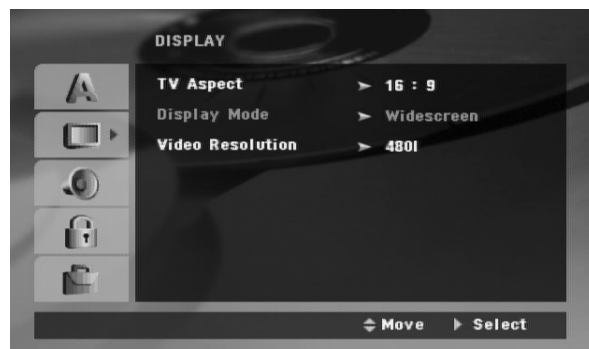 DISPLAY
A
TV Aspect ➢ 16 : 9
Display Mode ➢ Widescreen
Video Resolution ➢ 480I
Move Select